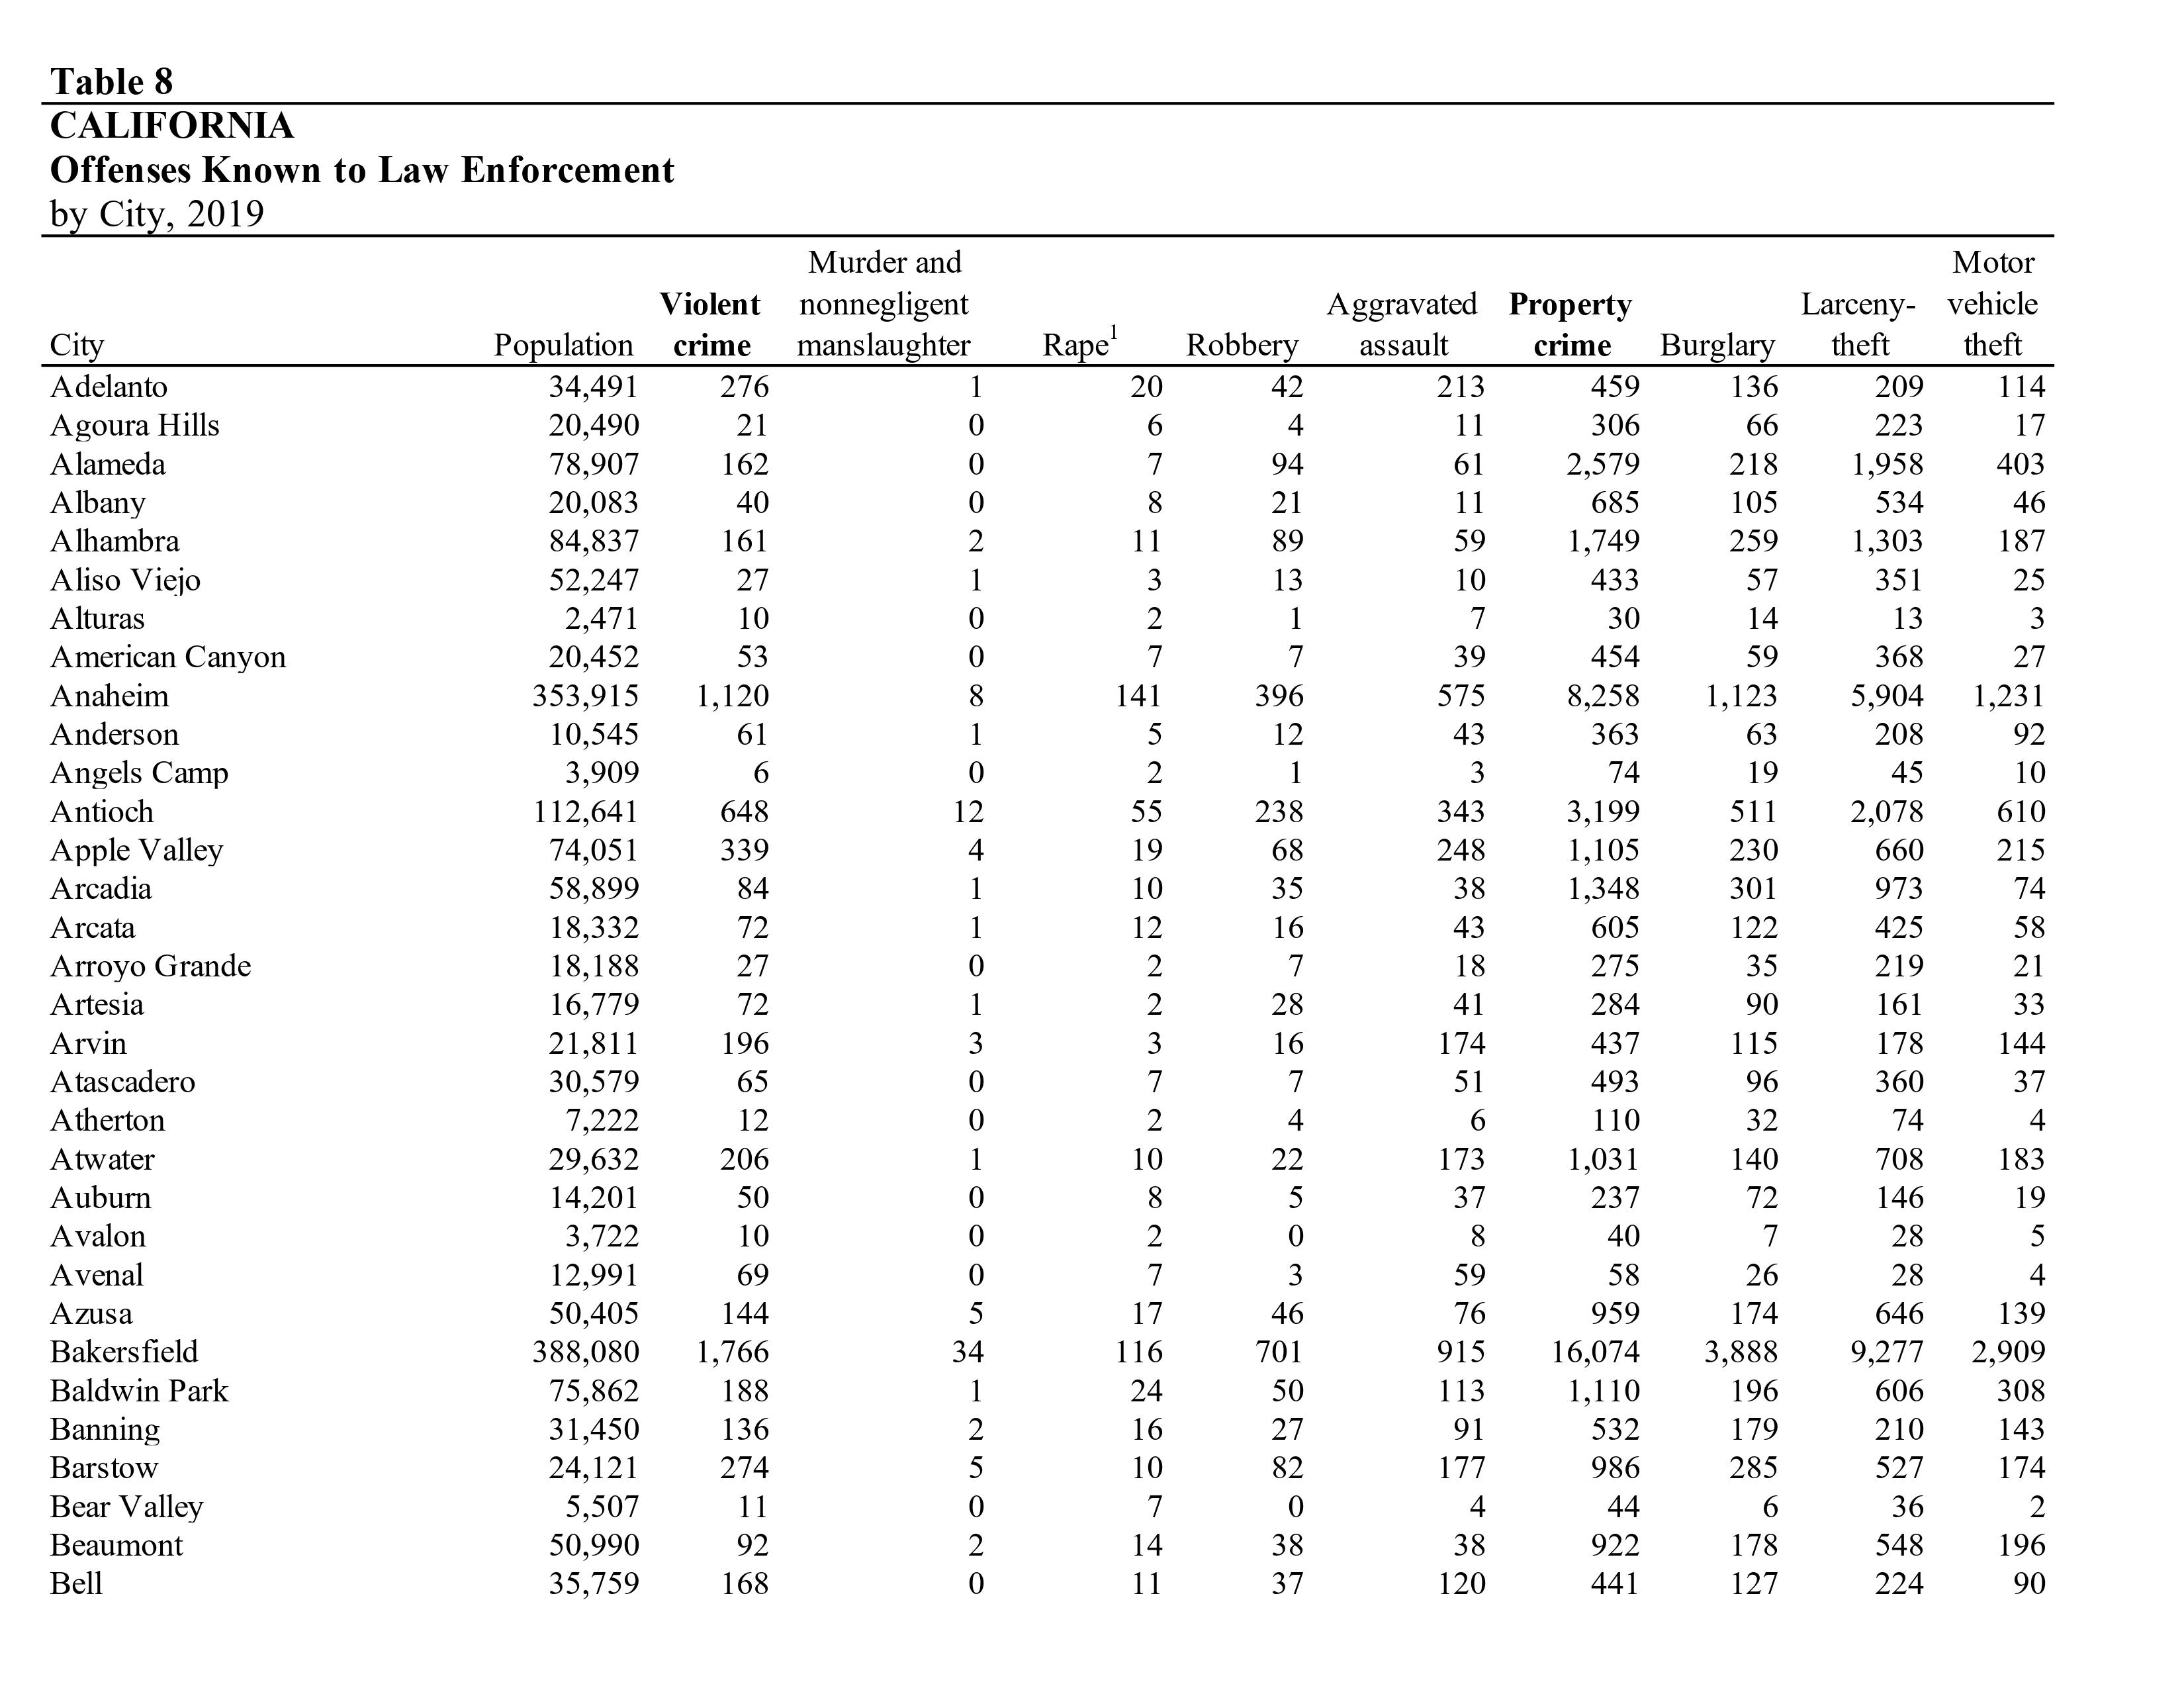 Table 8
CALIFORNIA
Offenses Known to Law Enforcement
by City, 2019
City Population Violent crime Murder and nonnegligent manslaughter Rape1 Robbery Aggravated assault Property crime Burglary Larceny-theft Motor vehicle theft
Adelanto 34,491 276 1 20 42 213 459 136 209 114
Agoura Hills 20,490 21 0 6 4 11 306 66 223 17
Alameda 78,907 162 0 7 94 61 2,579 218 1,958 403
Albany 20,083 40 0 8 21 11 685 105 534 46
Alhambra 84,837 161 2 11 89 59 1,749 259 1,303 187
Aliso Viejo 52,247 27 1 3 13 10 433 57 351 25
Alturas 2,471 10 0 2 1 7 30 14 13 3
American Canyon 20,452 53 0 7 7 39 454 59 368 27
Anaheim 353,915 1,120 8 141 396 575 8,258 1,123 5,904 1,231
Anderson 10,545 61 1 5 12 43 363 63 208 92
Angels Camp 3,909 6 0 2 1 3 74 19 45 10
Antioch 112,641 648 12 55 238 343 3,199 511 2,078 610
Apple Valley 74,051 339 4 19 68 248 1,105 230 660 215
Arcadia 58,899 84 1 10 35 38 1,348 301 973 74
Arcata 18,332 72 1 12 16 43 605 122 425 58
Arroyo Grande 18,188 27 0 2 7 18 275 35 219 21
Artesia 16,779 72 1 2 28 41 284 90 161 33
Arvin 21,811 196 3 3 16 174 437 115 178 144
Atascadero 30,579 65 0 7 7 51 493 96 360 37
Atherton 7,222 12 0 2 4 6 110 32 74 4
Atwater 29,632 206 1 10 22 173 1,031 140 708 183
Auburn 14,201 50 0 8 5 37 237 72 146 19
Avalon 3,722 10 0 2 0 8 40 7 28 5
Avenal 12,991 69 0 7 3 59 58 26 28 4
Azusa 50,405 144 5 17 46 76 959 174 646 139
Bakersfield 388,080 1,766 34 116 701 915 16,074 3,888 9,277 2,909
Baldwin Park 75,862 188 1 24 50 113 1,110 196 606 308
Banning 31,450 136 2 16 27 91 532 179 210 143
Barstow 24,121 274 5 10 82 177 986 285 527 174
Bear Valley 5,507 11 0 7 0 4 44 6 36 2
Beaumont 50,990 92 2 14 38 38 922 178 548 196
Bell 35,759 168 0 11 37 120 441 127 224 90